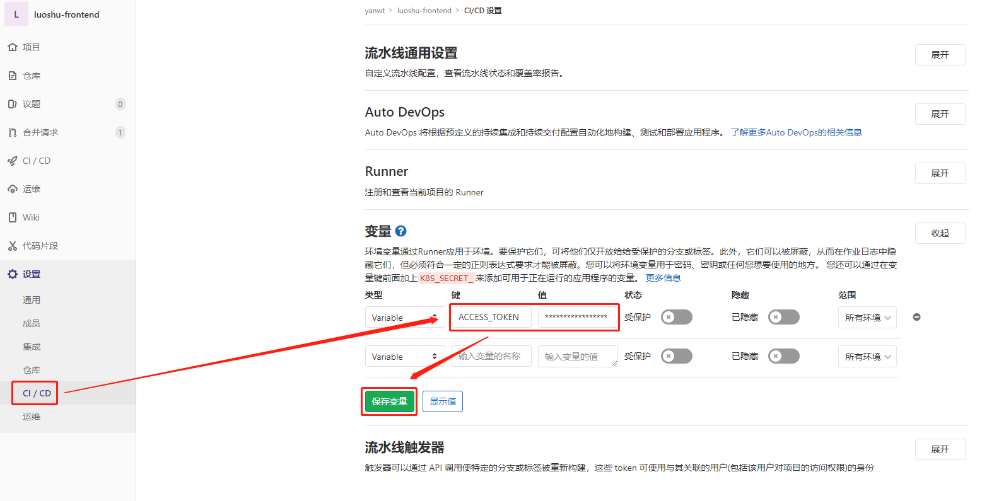 L luoshu-frontend
项目
仓库
议题 0
合并请求 1
CI / CD
运维
Wiki
代码片段
设置
通用
成员
集成
仓库
CI / CD
运维
yanwt > luoshu-frontend > CI/CD 设置
流水线通用设置
展开
自定义流水线配置，查看流水线状态和覆盖率报告。
Auto DevOps
展开
Auto DevOps 将根据预定义的持续集成和持续交付配置自动化地构建、测试和部署应用程序。 了解更多Auto DevOps的相关信息
Runner
展开
注册和查看当前项目的 Runner
变量 ?
收起
环境变量通过Runner应用于环境。要保护它们，可将他们仅开放给给受保护的分支或标签。此外，它们可以被屏蔽，从而在作业日志中隐
藏它们，但必须符合一定的正则表达式要求才能被屏蔽。您可以将环境变量用于密码、密钥或任何您想要使用的地方。 您还可以通过在变
量键前面加上 K8S_SECRET_ 来添加可用于正在运行的应用程序的变量。 更多信息
类型 键 值 状态 隐藏 范围
Variable ACCESS_TOKEN ***************** 受保护 已隐藏 所有环境
Variable 输入变量的名称 输入变量的值 受保护 已隐藏 所有环境
保存变量 显示值
流水线触发器
展开
触发器可以通过 API 调用使特定的分支或标签被重新构建，这些 token 可使用与其关联的用户(包括该用户对项目的访问权限)的身份